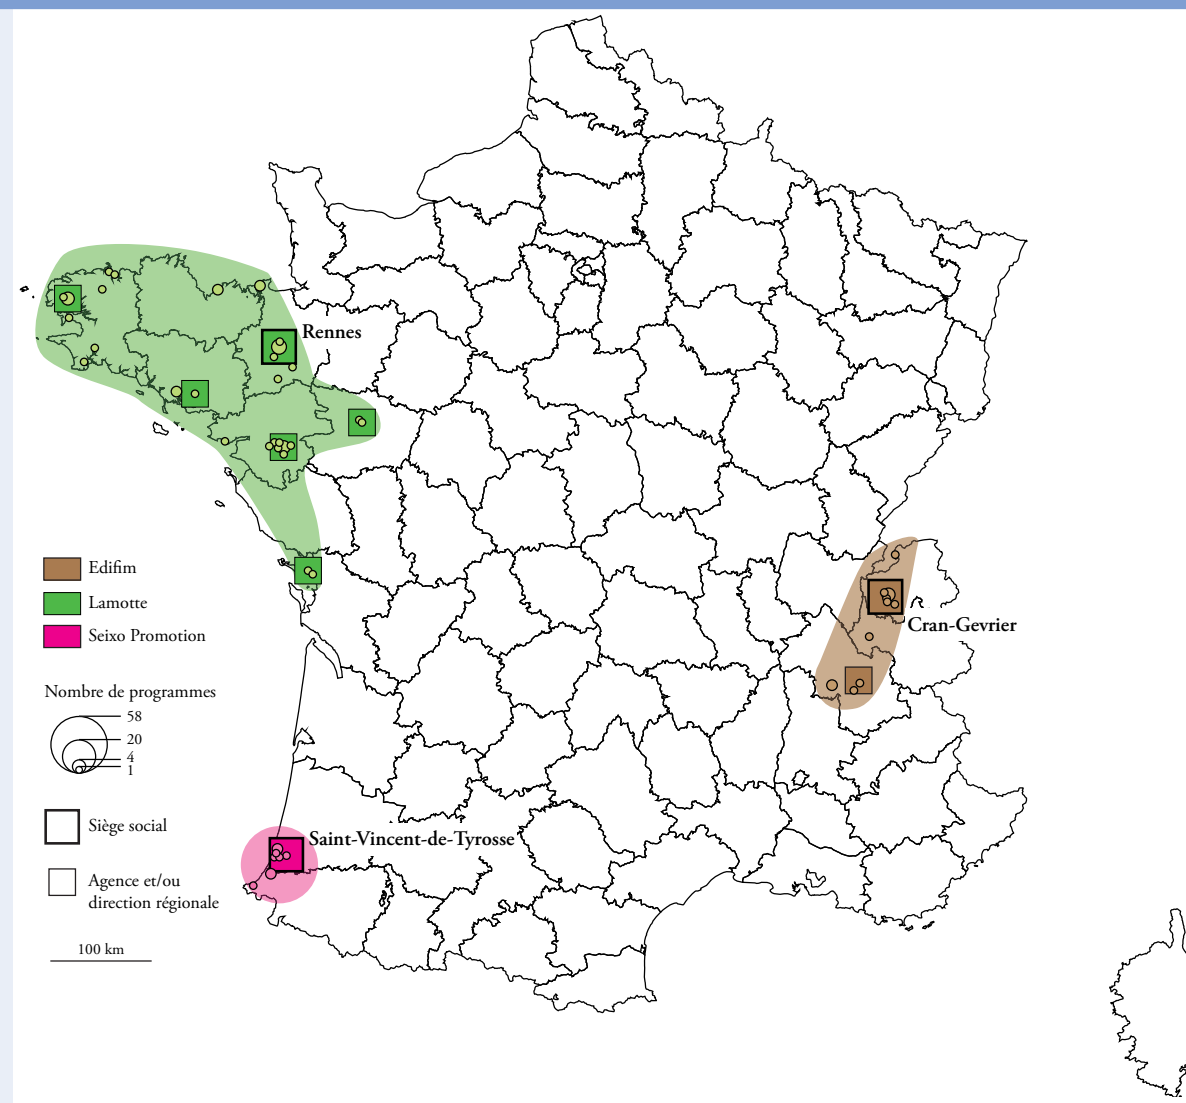 Rennes
Edifim
Lamotte
Seixo Promotion
Cran-Gevrier
Nombre de programmes
58
20
4
1
Siège social
Saint-Vincent-de-Tyrosse
Agence et/ou
direction régionale
100 km